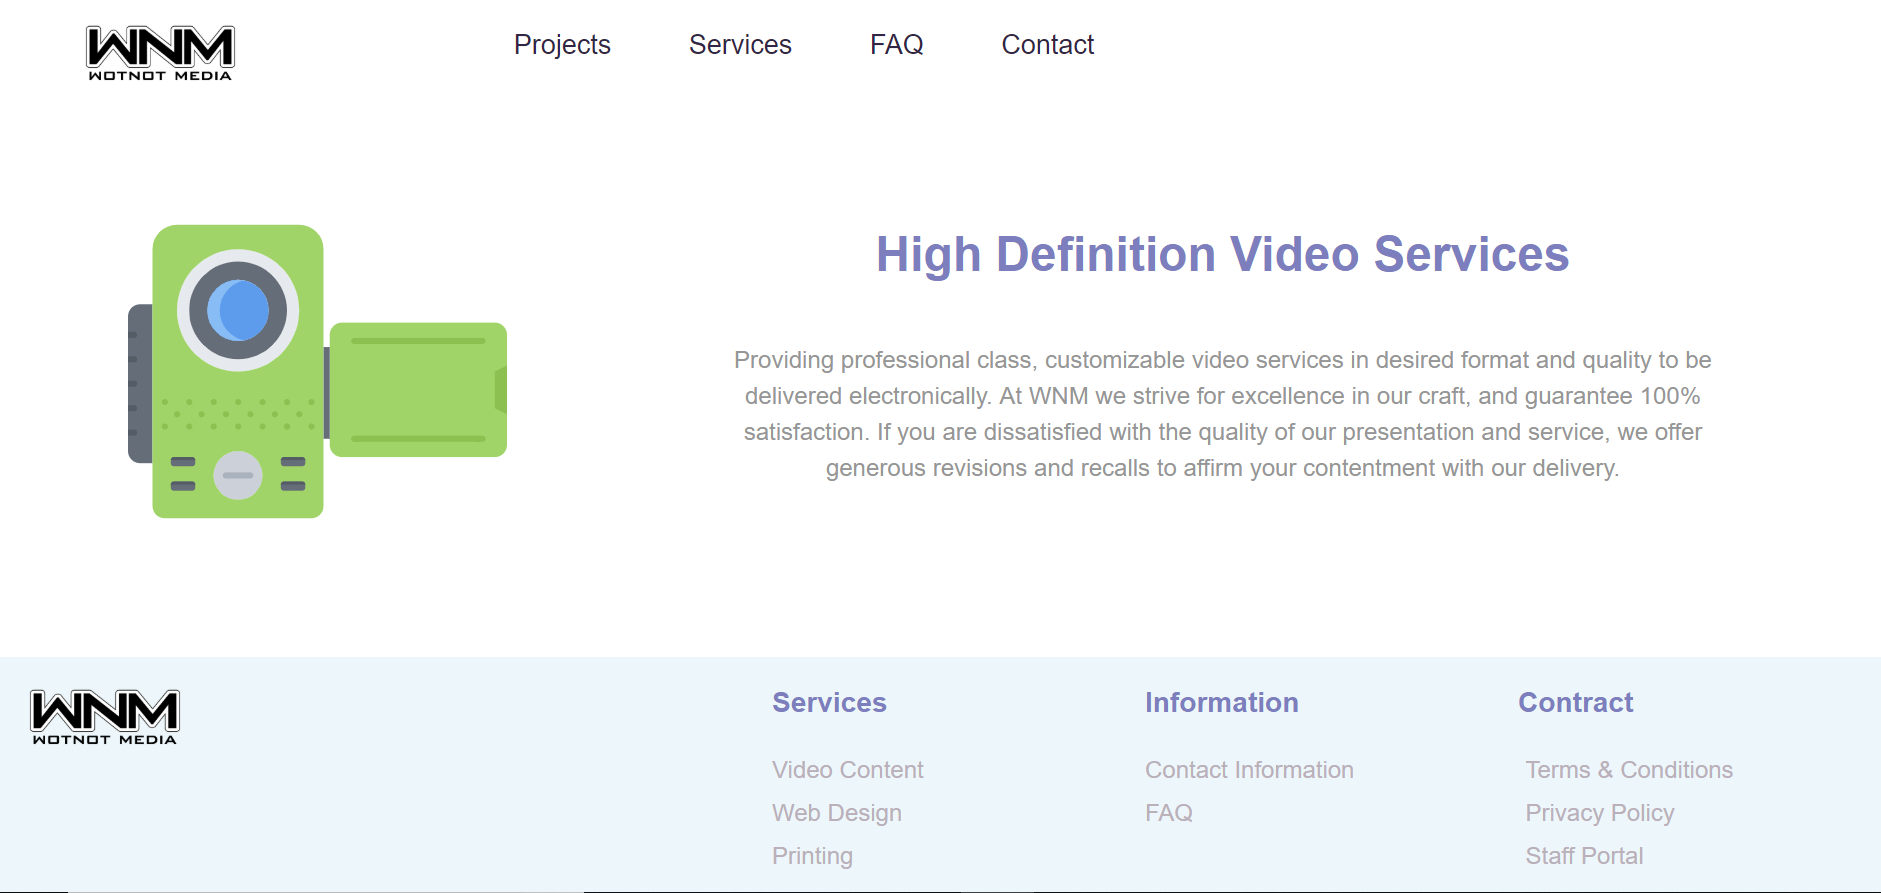 WNM
WOTNOT MEDIA
Projects Services FAQ Contact
High Definition Video Services
Providing professional class, customizable video services in desired format and quality to be
delivered electronically. At WNM we strive for excellence in our craft, and guarantee 100%
satisfaction. If you are dissatisfied with the quality of our presentation and service, we offer
generous revisions and recalls to affirm your contentment with our delivery.
WNM
WOTNOT MEDIA
Services
Video Content
Web Design
Printing
Information
Contact Information
FAQ
Contract
Terms & Conditions
Privacy Policy
Staff Portal